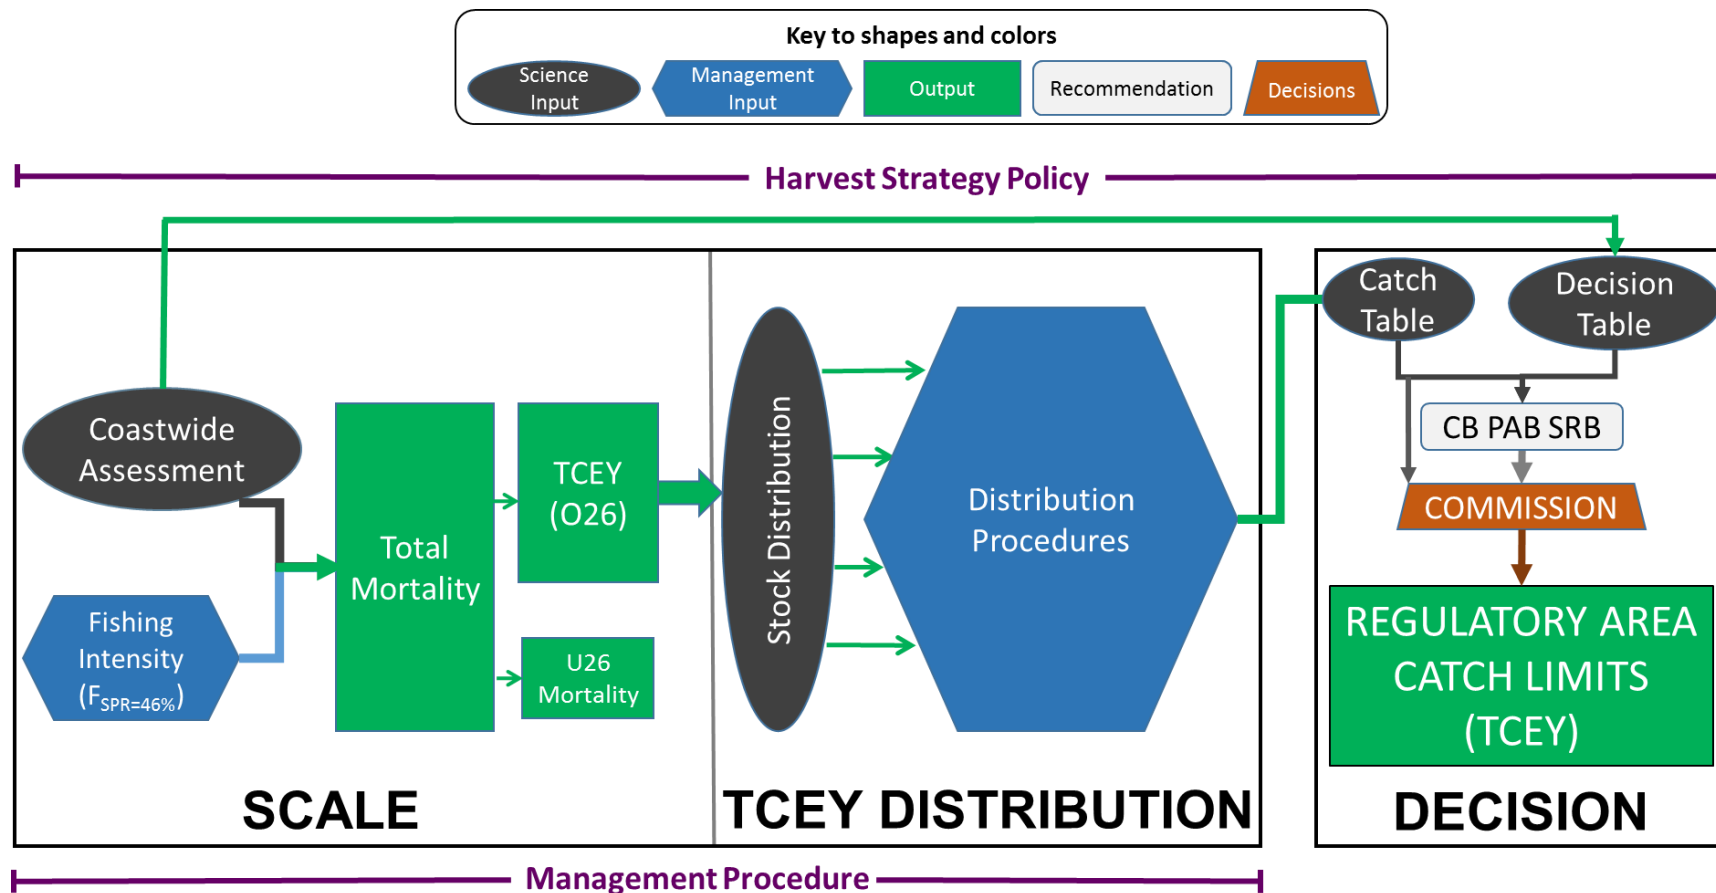 Key to shapes and colors
Science
Input
Management
Input
Output
Recommendation
Decisions
Harvest Strategy Policy
Coastwide
Assessment
Fishing
Intensity
(FSPR=46%)
Total
Mortality
TCEY
(O26)
U26
Mortality
SCALE
Stock Distribution
Distribution
Procedures
TCEY DISTRIBUTION
Catch
Table
Decision
Table
CB PAB SRB
COMMISSION
REGULATORY AREA
CATCH LIMITS
(TCEY)
DECISION
Management Procedure